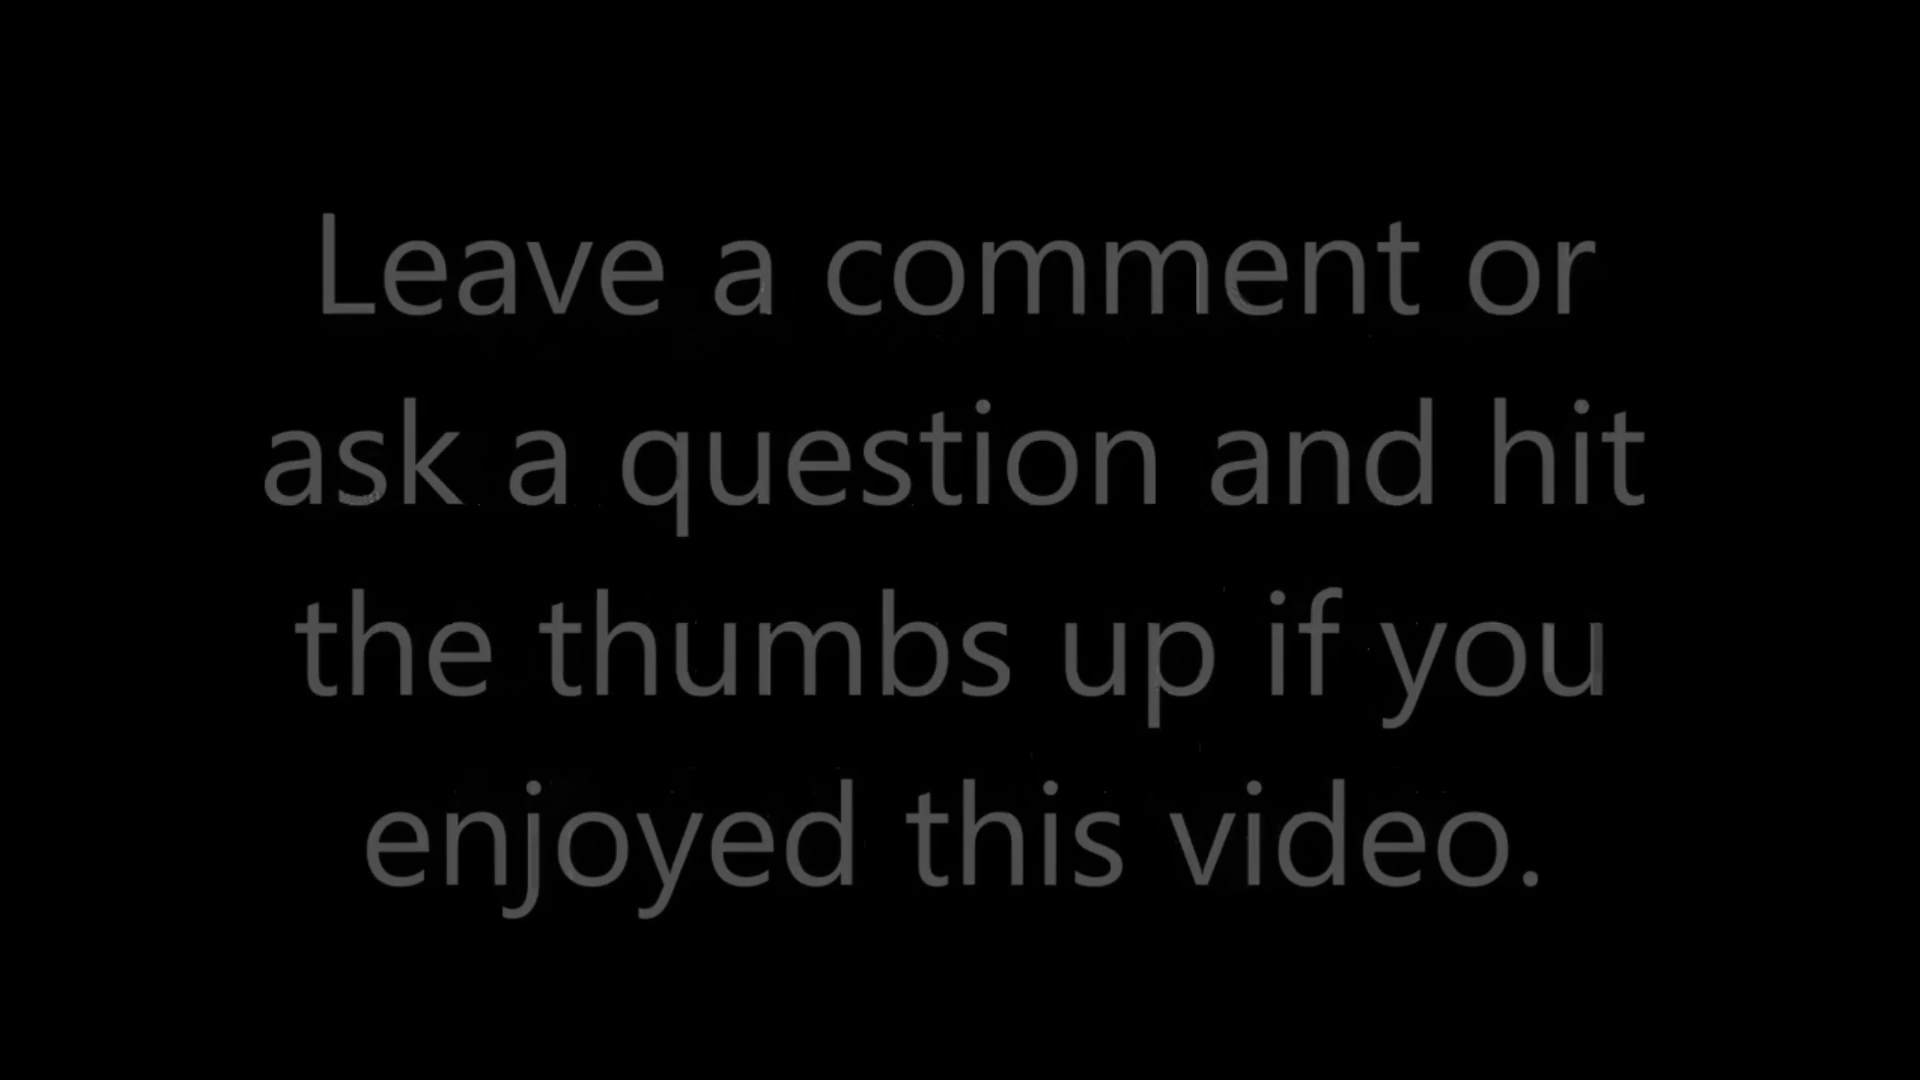 Leave a comment or
ask a question and hit
the thumbs up if you
enjoyed this video.